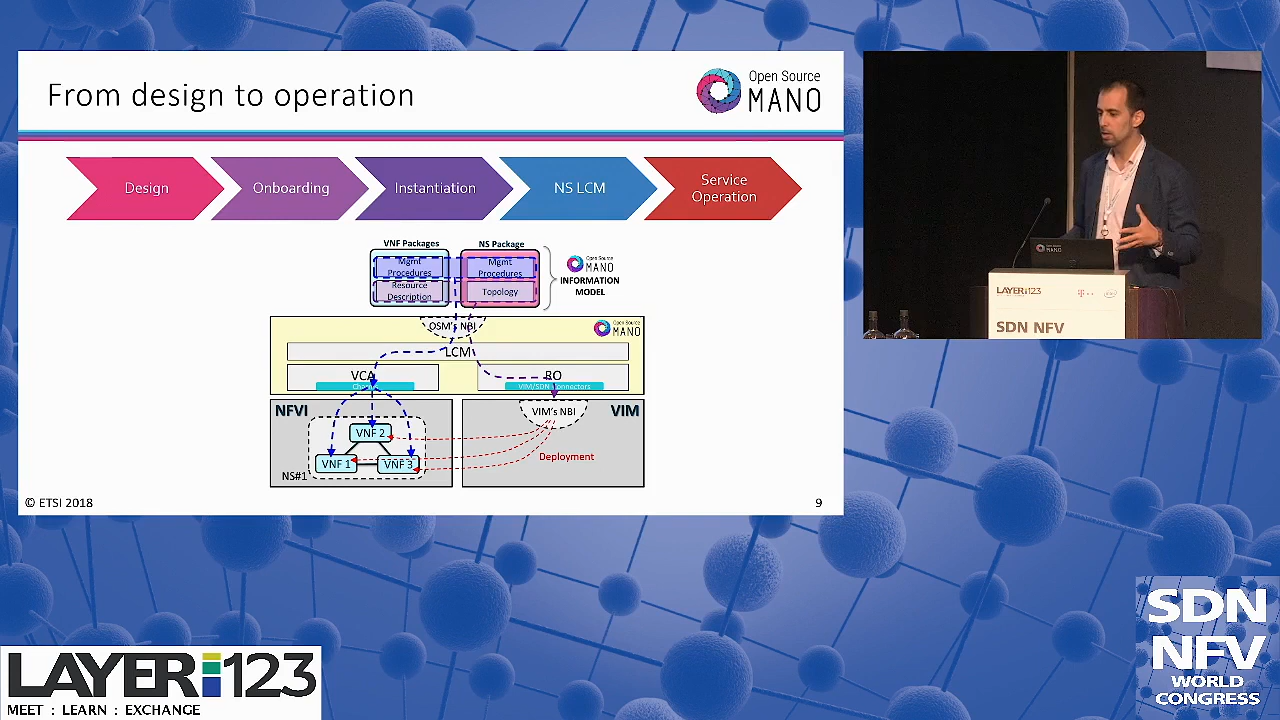 From design to operation
Open Source
MANO
Design
Onboarding
Instantiation
NS LCM
Service
Operation
VNF Packages
NS Package
Mgmt
Procedures
Resource
Description
Mgmt
Procedures
Topology
Open Source
MANO
INFORMATION
MODEL
OSM's NBI
Open Source
MANO
LCM
VCA
RO
VIM/SDN Connectors
NFVI
VIM
VIM's NBI
VNF 2
VNF 1
VNF 3
NS#1
Deployment
© ETSI 2018
9
MANO
LAYER123
SDN NFV
LAYER123
MEET : LEARN : EXCHANGE
SDN
NFV
WORLD
CONGRESS